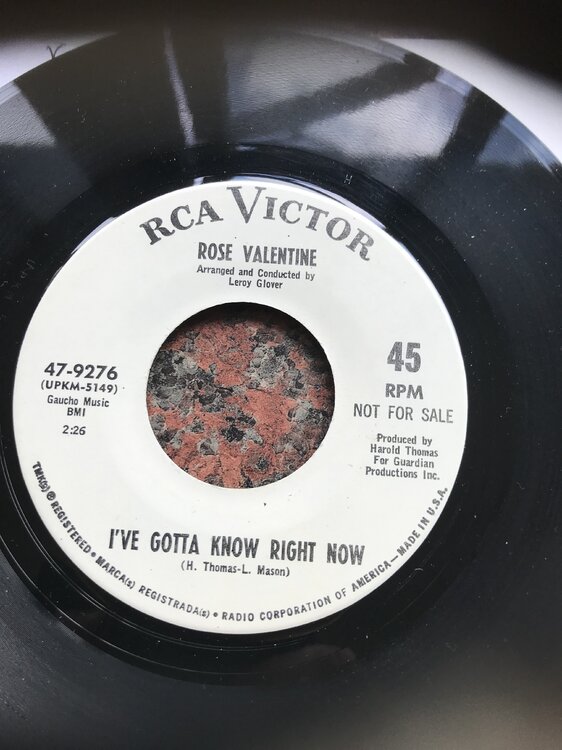 RCA VICTOR
ROSE VALENTINE
Arranged and Conducted by
Leroy Glover
47-9276
(UPKM-5149)
Gaucho Music
BMI
2:26
45
RPM
NOT FOR SALE
Produced by
Harold Thomas
For Guardian
Productions Inc.
I'VE GOTTA KNOW RIGHT NOW
(H. Thomas-L. Mason)
TMK(s) ® REGISTERED • MARCA(s) REGISTRADA(s) • RADIO CORPORATION OF AMERICA—MADE IN U.S.A.